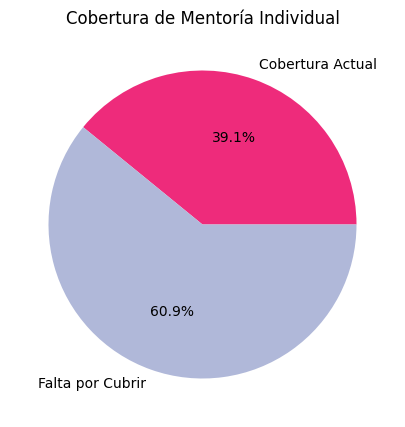 Cobertura de Mentoría Individual
Cobertura Actual
39.1%
60.9%
Falta por Cubrir